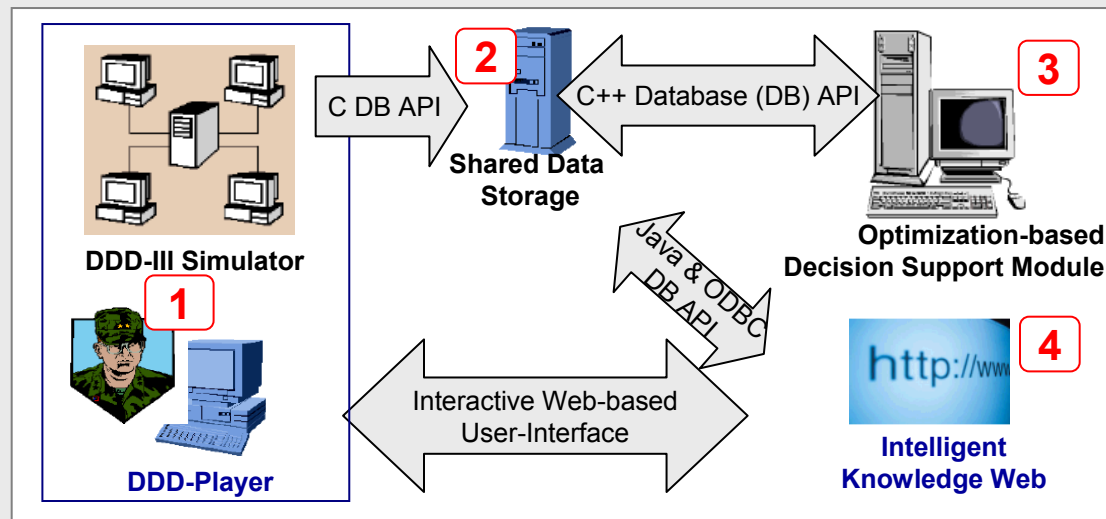 2
3
C DB API
C++ Database (DB) API
Shared Data
Storage
DDD-III Simulator
Optimization-based
Decision Support Module
Java & ODBC
DB API
1
4
http://www
Interactive Web-based
User-Interface
DDD-Player
Intelligent
Knowledge Web